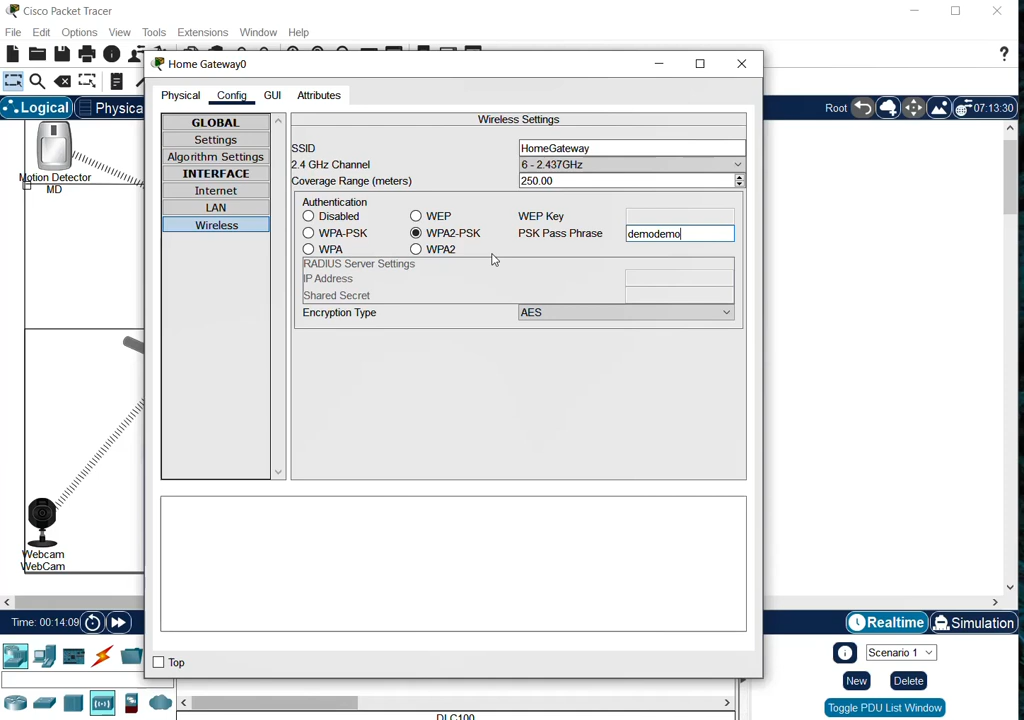 Cisco Packet Tracer
File Edit Options View Tools Extensions Window Help
?
Home Gateway0
Physical Config GUI Attributes
Logical Physica
Root 07:13:30
GLOBAL
Settings
Algorithm Settings
INTERFACE
Internet
LAN
Wireless
Wireless Settings
SSID HomeGateway
2.4 GHz Channel 6 - 2.437GHz
Coverage Range (meters) 250.00
Authentication
Disabled WEP WEP Key
WPA-PSK WPA2-PSK PSK Pass Phrase demodemo
WPA WPA2
RADIUS Server Settings
IP Address
Shared Secret
Encryption Type AES
Motion Detector
MD
Webcam
WebCam
Time: 00:14:09
Realtime Simulation
Top
Scenario 1
New Delete
Toggle PDU List Window
DLC100